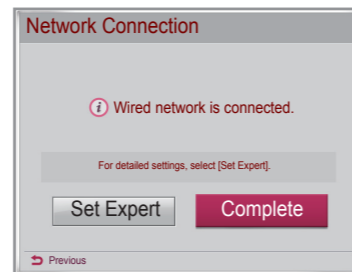 Network Connection
Wired network is connected.
For detailed settings, select [Set Expert].
Set Expert
Complete
Previous